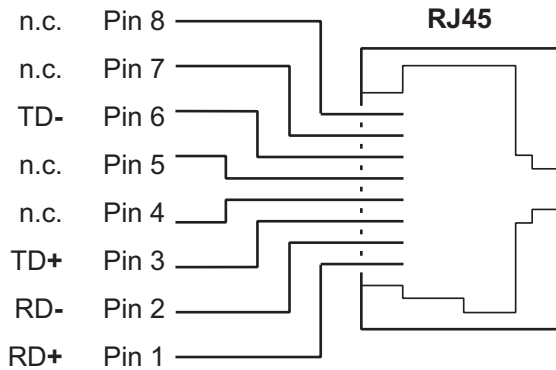 RJ45
n.c. Pin 8
n.c. Pin 7
TD- Pin 6
n.c. Pin 5
n.c. Pin 4
TD+ Pin 3
RD- Pin 2
RD+ Pin 1